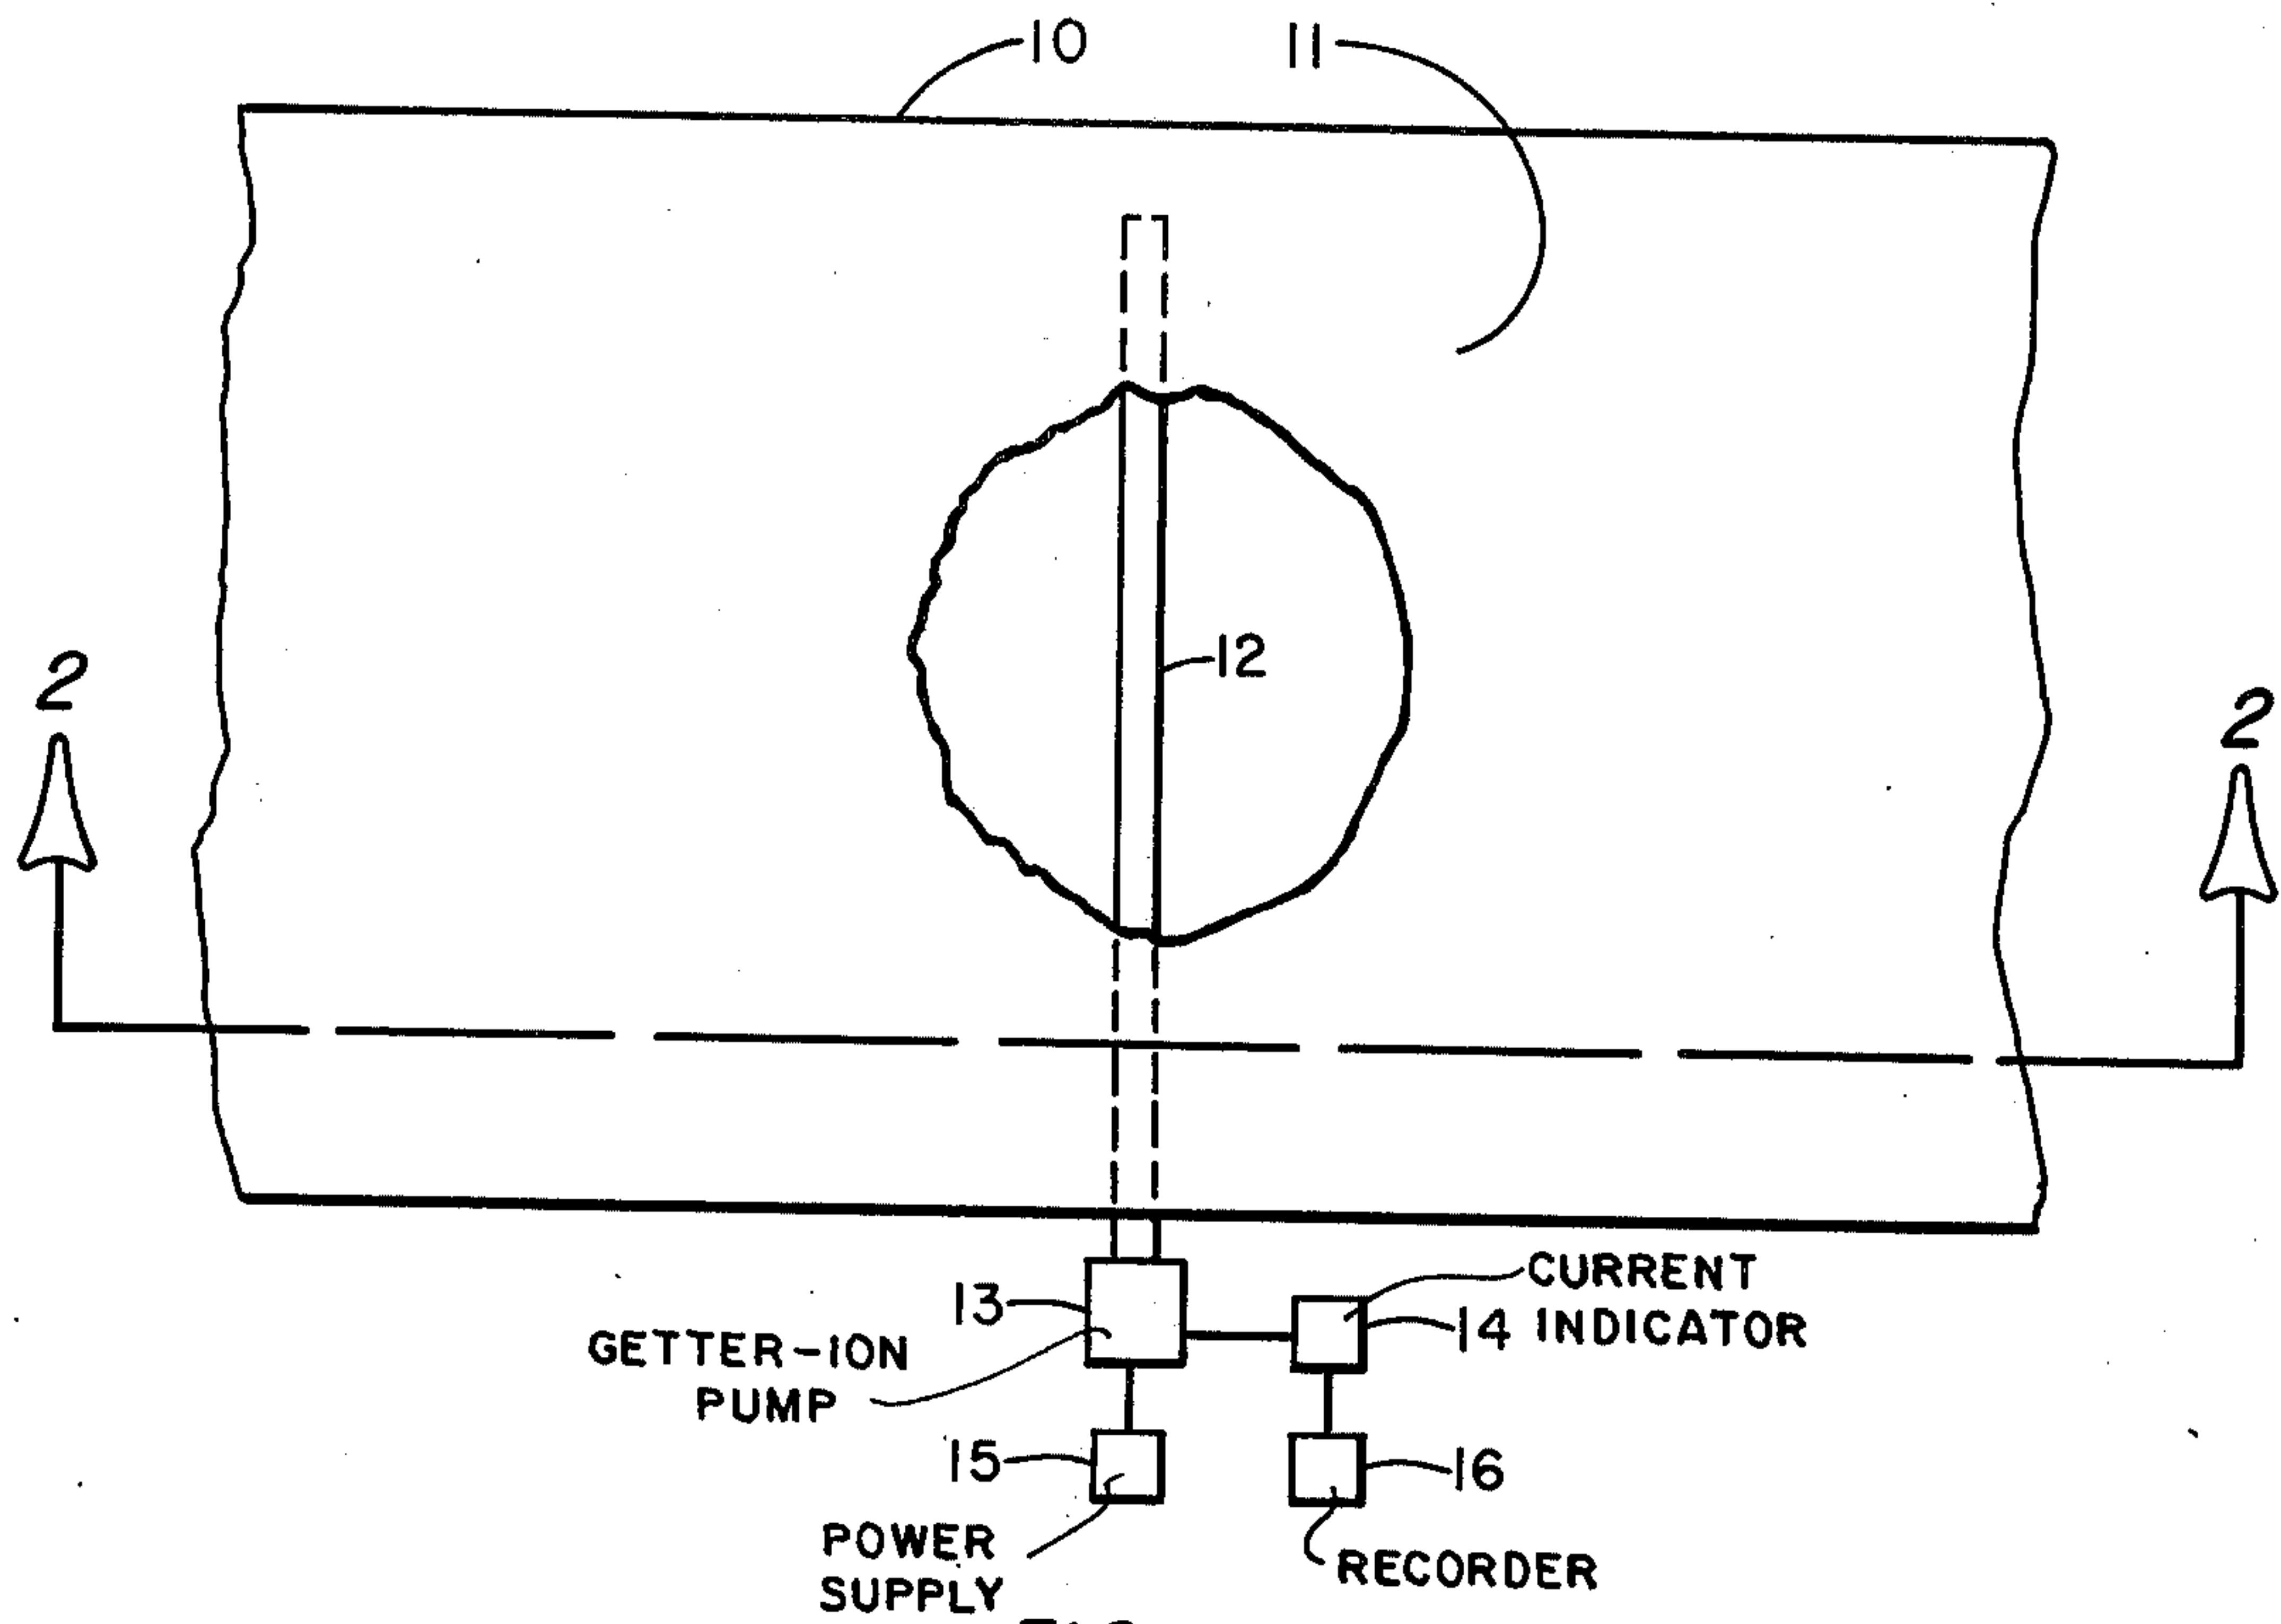 10
11
12
2
2
13
GETTER-ION
PUMP
CURRENT
14 INDICATOR
15
16
POWER
SUPPLY
RECORDER